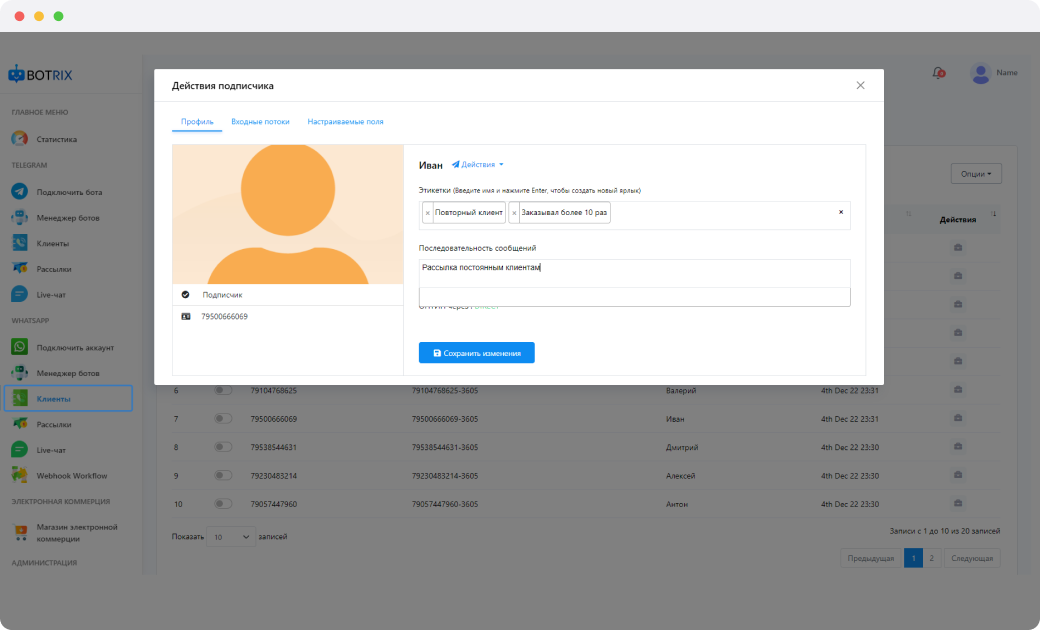 BOTRIX
Name
ГЛАВНОЕ МЕНЮ
Статистика
TELEGRAM
Подключить бота
Менеджер ботов
Клиенты
Рассылки
Live-чат
WHATSAPP
Подключить аккаунт
Менеджер ботов
Клиенты
Рассылки
Live-чат
Webhook Workflow
ЭЛЕКТРОННАЯ КОММЕРЦИЯ
Магазин электронной
коммерции
АДМИНИСТРАЦИЯ
Действия подписчика
Профиль Входные потоки Настраиваемые поля
Подписчик
79500666069
Иван Действия
Этикетки (Введите имя и нажмите Enter, чтобы создать новый ярлык)
× Повторный клиент × Заказывал более 10 раз ×
Последовательность сообщений
Рассылка постоянным клиентам
Сохранить изменения
Опции
Действия
6 79104768625 79104768625-3605 Валерий 4th Dec 22 23:31
7 79500666069 79500666069-3605 Иван 4th Dec 22 23:31
8 79538544631 79538544631-3605 Дмитрий 4th Dec 22 23:30
9 79230483214 79230483214-3605 Алексей 4th Dec 22 23:30
10 79057447960 79057447960-3605 Антон 4th Dec 22 23:30
Показать 10 записей
Записи с 1 до 10 из 20 записей
Предыдущая 1 2 Следующая